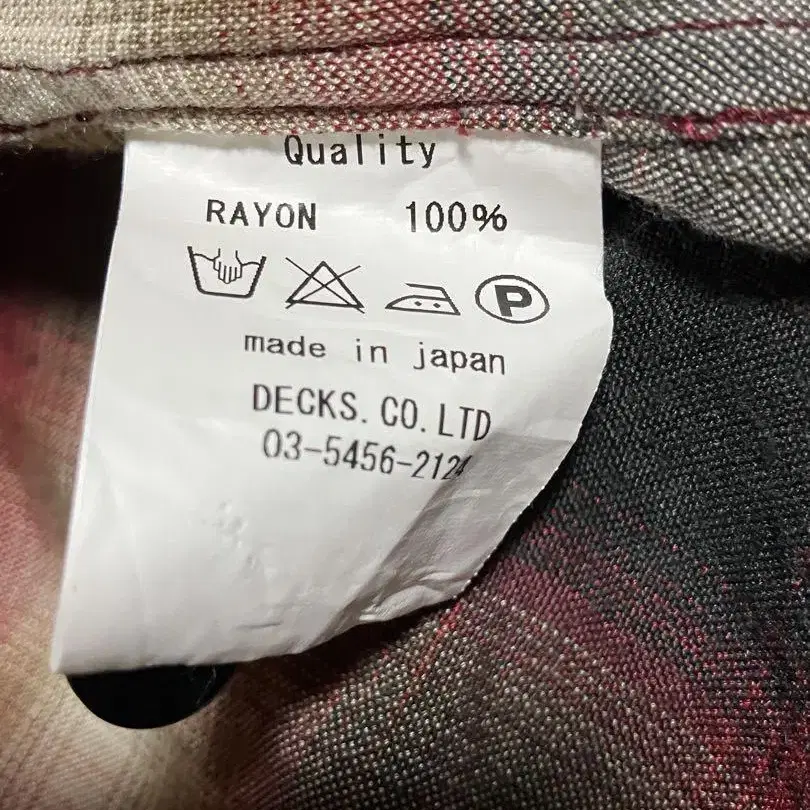 Quality
RAYON 100%
P
made in japan
DECKS. CO. LTD
03-5456-2124